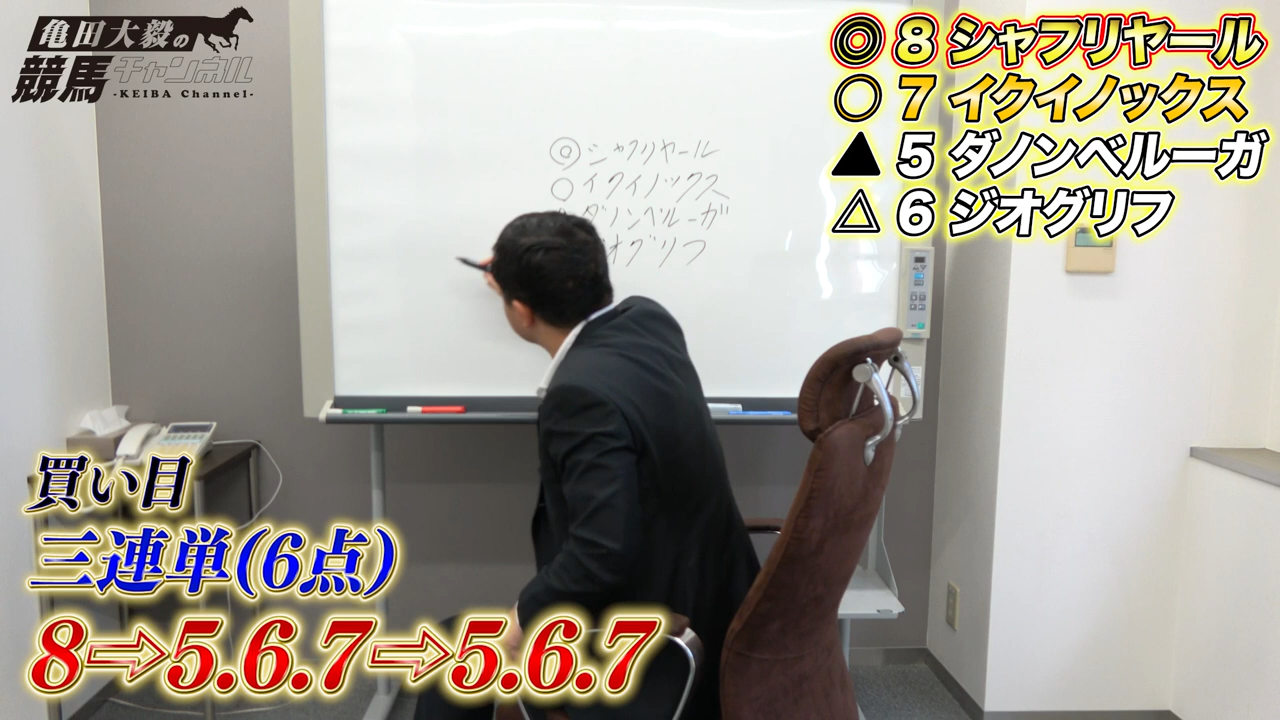 亀田大毅の
競馬チャンネル
-KEIBA Channel-
◎ 8 シャフリヤール
○ 7 イクイノックス
▲ 5 ダノンベルーガ
△ 6 ジオグリフ
◎シャフリヤール
○イクイノックス
ダノンベルーガ
オグリフ
買い目
三連単(6点)
8⇨5.6.7⇨5.6.7